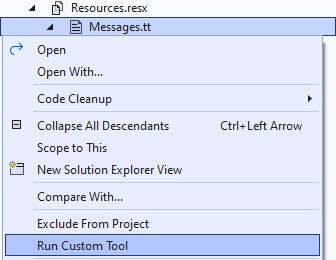 Resources.resx
Messages.tt
Open
Open With...
Code Cleanup
Collapse All Descendants Ctrl+Left Arrow
Scope to This
New Solution Explorer View
Compare With...
Exclude From Project
Run Custom Tool